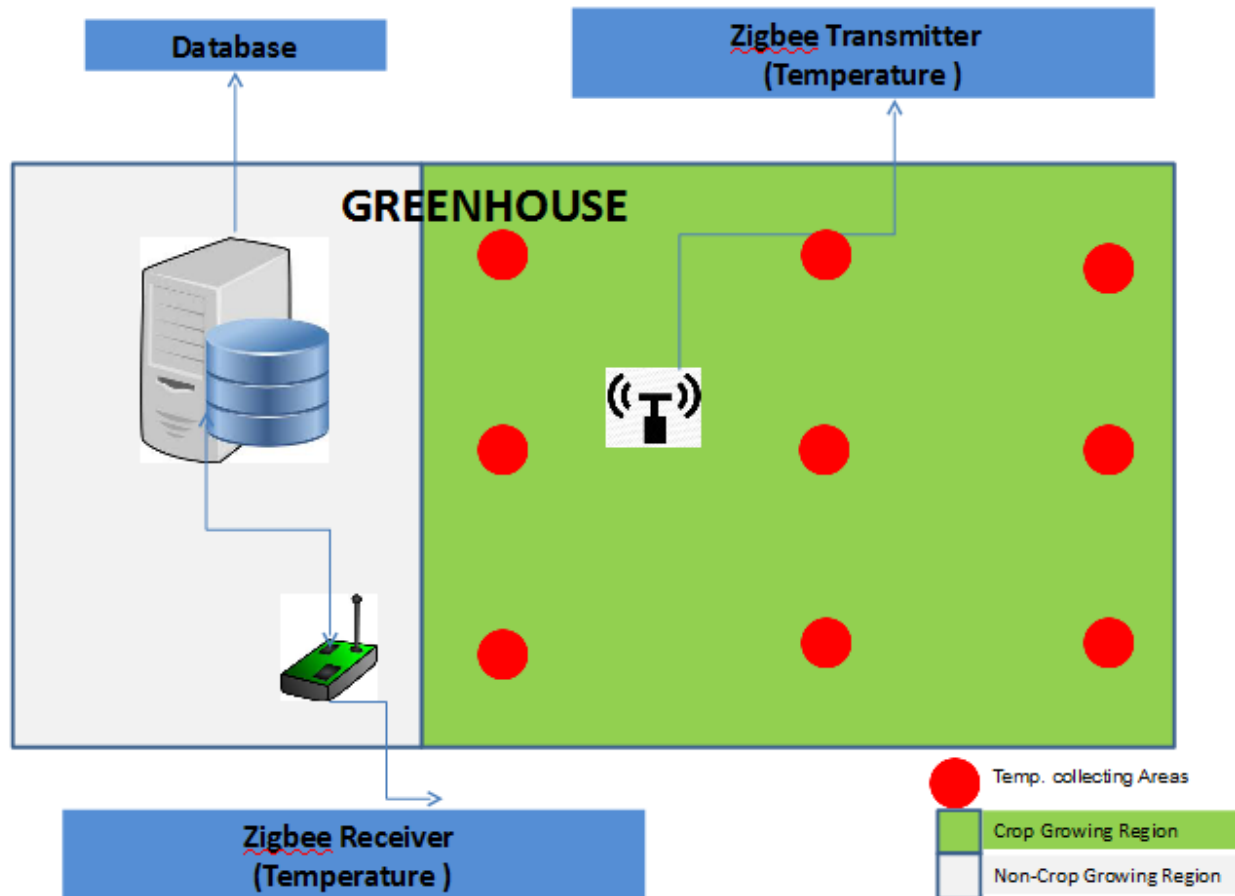 Database
Zigbee Transmitter
(Temperature )
GREENHOUSE
Temp. collecting Areas
Crop Growing Region
Non-Crop Growing Region
Zigbee Receiver
(Temperature )